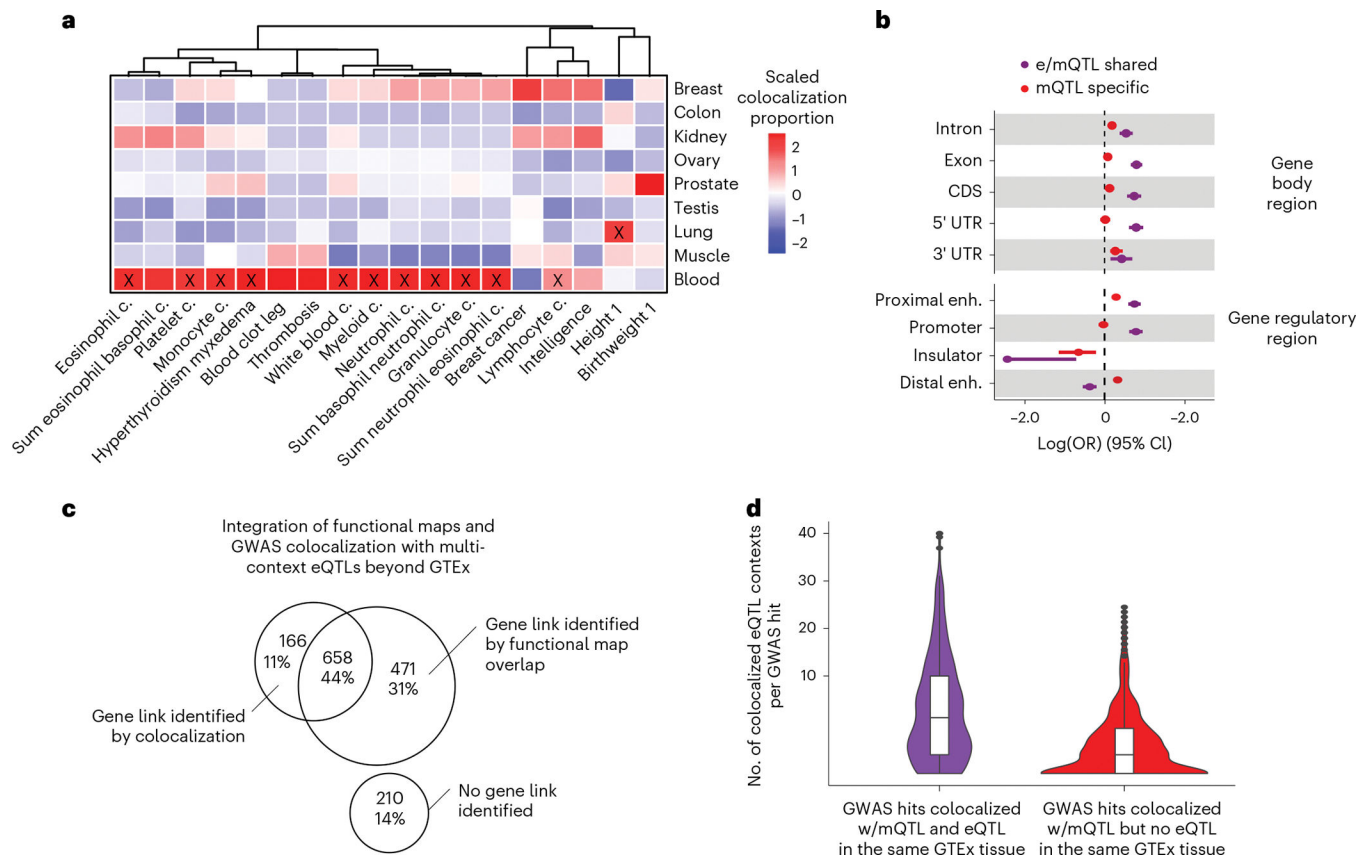 a
Scaled
colocalization
proportion
2
1
0
−1
−2
Breast
Colon
Kidney
Ovary
Prostate
Testis
Lung
Muscle
Blood
X
X
X
X
X
X
X
X
X
X
X
X
Eosinophil c.
Sum eosinophil basophil c.
Platelet c.
Monocyte c.
Hyperthyroidism myxedema
Blood clot leg
Thrombosis
White blood c.
Myeloid c.
Neutrophil c.
Sum basophil neutrophil c.
Granulocyte c.
Sum neutrophil eosinophil c.
Breast cancer
Lymphocyte c.
Intelligence
Height 1
Birthweight 1
b
e/mQTL shared
mQTL specific
Intron
Exon
CDS
5' UTR
3' UTR
Gene
body
region
Proximal enh.
Promoter
Insulator
Distal enh.
Gene regulatory
region
−2.0
0
−2.0
Log(OR) (95% CI)
c
Integration of functional maps and
GWAS colocalization with multi-
context eQTLs beyond GTEx
166
11%
658
44%
471
31%
Gene link identified
by functional map
overlap
Gene link identified
by colocalization
210
14%
No gene link
identified
d
No. of colocalized eQTL contexts
per GWAS hit
40
30
20
10
GWAS hits colocalized
w/mQTL and eQTL
in the same GTEx tissue
GWAS hits colocalized
w/mQTL but no eQTL
in the same GTEx tissue